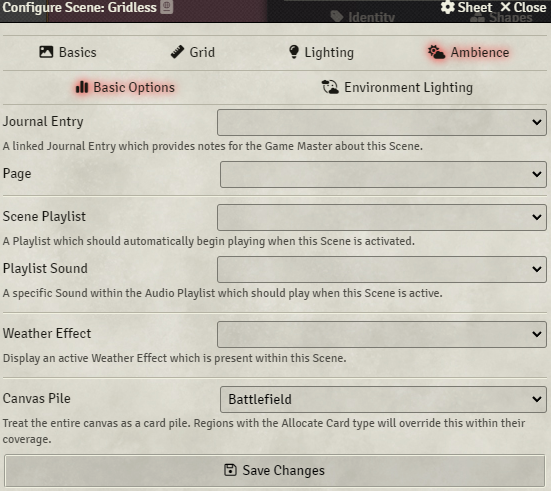 Configure Scene: Gridless
Sheet
Close
Identity
Shapes
Basics
Grid
Lighting
Ambience
Basic Options
Environment Lighting
Journal Entry
A linked Journal Entry which provides notes for the Game Master about this Scene.
Page
Scene Playlist
A Playlist which should automatically begin playing when this Scene is activated.
Playlist Sound
A specific Sound within the Audio Playlist which should play when this Scene is active.
Weather Effect
Display an active Weather Effect which is present within this Scene.
Canvas Pile
Battlefield
Treat the entire canvas as a card pile. Regions with the Allocate Card type will override this within their
coverage.
Save Changes